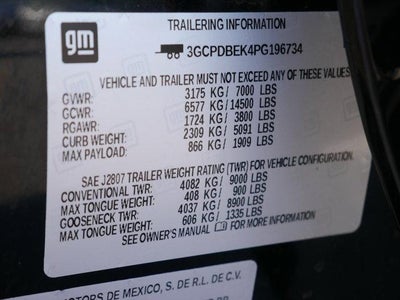 TRAILERING INFORMATION
gm
3GCPDBEK4PG196734
VEHICLE AND TRAILER MUST NOT EXCEED ANY OF THESE WEIGHTS
GVWR: 3175 KG/ 7000 LBS
GCWR: 6577 KG/14500 LBS
RGAWR: 1724 KG/ 3800 LBS
CURB WEIGHT: 2309 KG/ 5091 LBS
MAX PAYLOAD: 866 KG/ 1909 LBS
SAE J2807 TRAILER WEIGHT RATING (TWR) FOR VEHICLE CONFIGURATION.
CONVENTIONAL TWR: 4082 KG/ 9000 LBS
MAX TONGUE WEIGHT: 408 KG/ 900 LBS
GOOSENECK TWR: 4037 KG/ 8900 LBS
MAX TONGUE WEIGHT: 606 KG/ 1335 LBS
SEE OWNER'S MANUAL FOR MORE INFORMATION
MOTORS DE MEXICO, S. DE R.L. DE C.V.